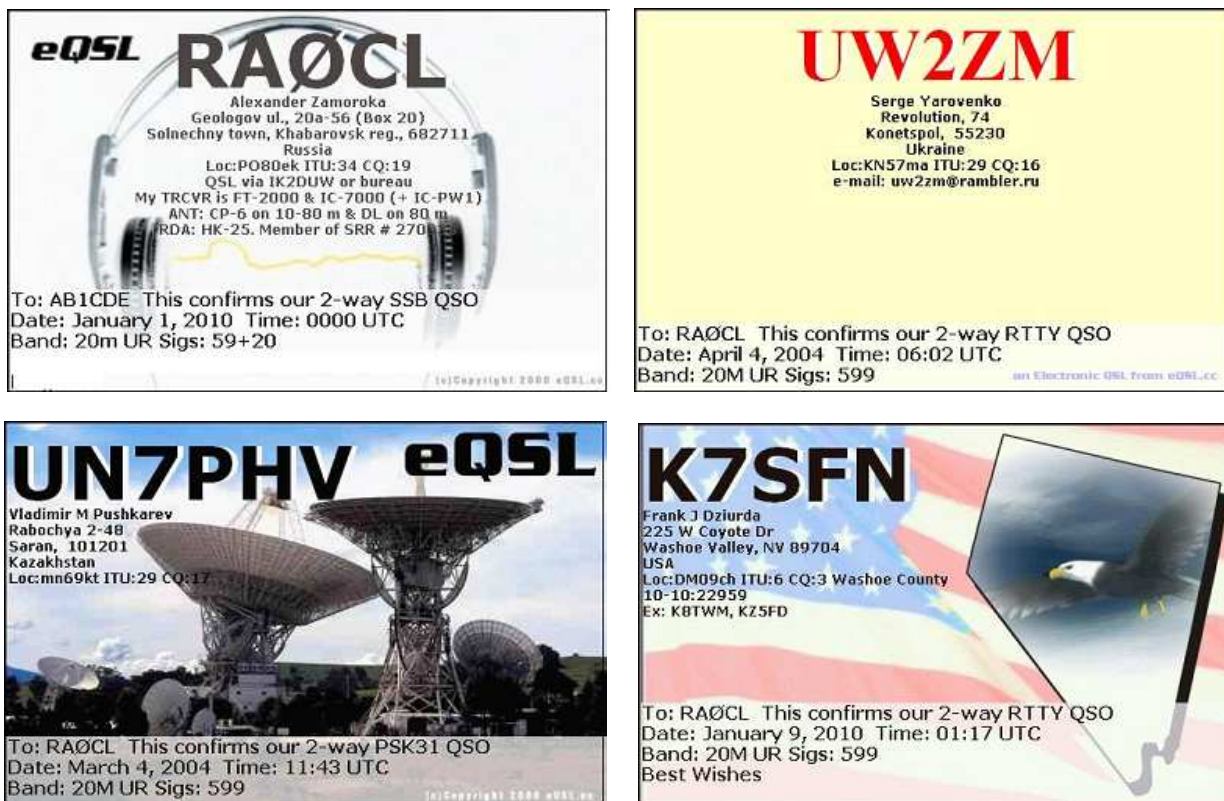 eQSL
RAØCL
Alexander Zamoroka
Geologov ul., 20a-56 (Box 20)
Solnechny town, Khabarovsk reg., 682711
Russia
Loc:PO80ek ITU:34 CQ:19
QSL via IK2DUW or bureau
My TRCVR is FT-2000 & IC-7000 (+ IC-PW1)
ANT: CP-6 on 10-80 m & DL on 80 m
RDA: HK-25. Member of SRR # 270
To: AB1CDE This confirms our 2-way SSB QSO
Date: January 1, 2010 Time: 0000 UTC
Band: 20m UR Sigs: 59+20
(c)Copyright 2000 eQSL.cc
UW2ZM
Serge Yarovenko
Revolution, 74
Konetspol, 55230
Ukraine
Loc:KN57ma ITU:29 CQ:16
e-mail: uw2zm@rambler.ru
To: RAØCL This confirms our 2-way RTTY QSO
Date: April 4, 2004 Time: 06:02 UTC
Band: 20M UR Sigs: 599
an Electronic QSL from eQSL.cc
UN7PHV eQSL
Vladimir M Pushkarev
Rabochya 2-48
Saran, 101201
Kazakhstan
Loc:mn69kt ITU:29 CQ:17
To: RAØCL This confirms our 2-way PSK31 QSO
Date: March 4, 2004 Time: 11:43 UTC
Band: 20M UR Sigs: 599
(c)Copyright 2000 eQSL.cc
K7SFN
Frank J Dziurda
225 W Coyote Dr
Washoe Valley, NV 89704
USA
Loc:DM09ch ITU:6 CQ:3 Washoe County
10-10:22959
Ex: K8TWM, KZ5FD
To: RAØCL This confirms our 2-way RTTY QSO
Date: January 9, 2010 Time: 01:17 UTC
Band: 20M UR Sigs: 599
Best Wishes